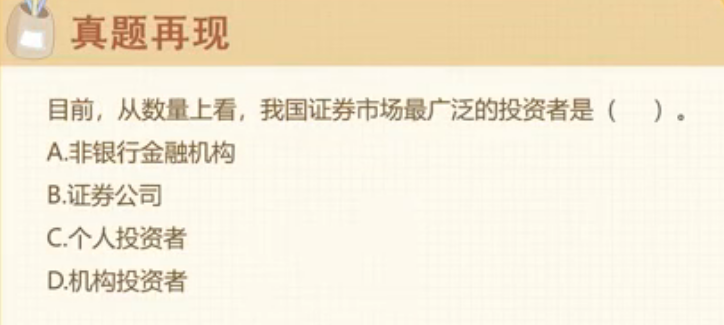 真题再现
目前，从数量上看，我国证券市场最广泛的投资者是（　　）。
A.非银行金融机构
B.证券公司
C.个人投资者
D.机构投资者